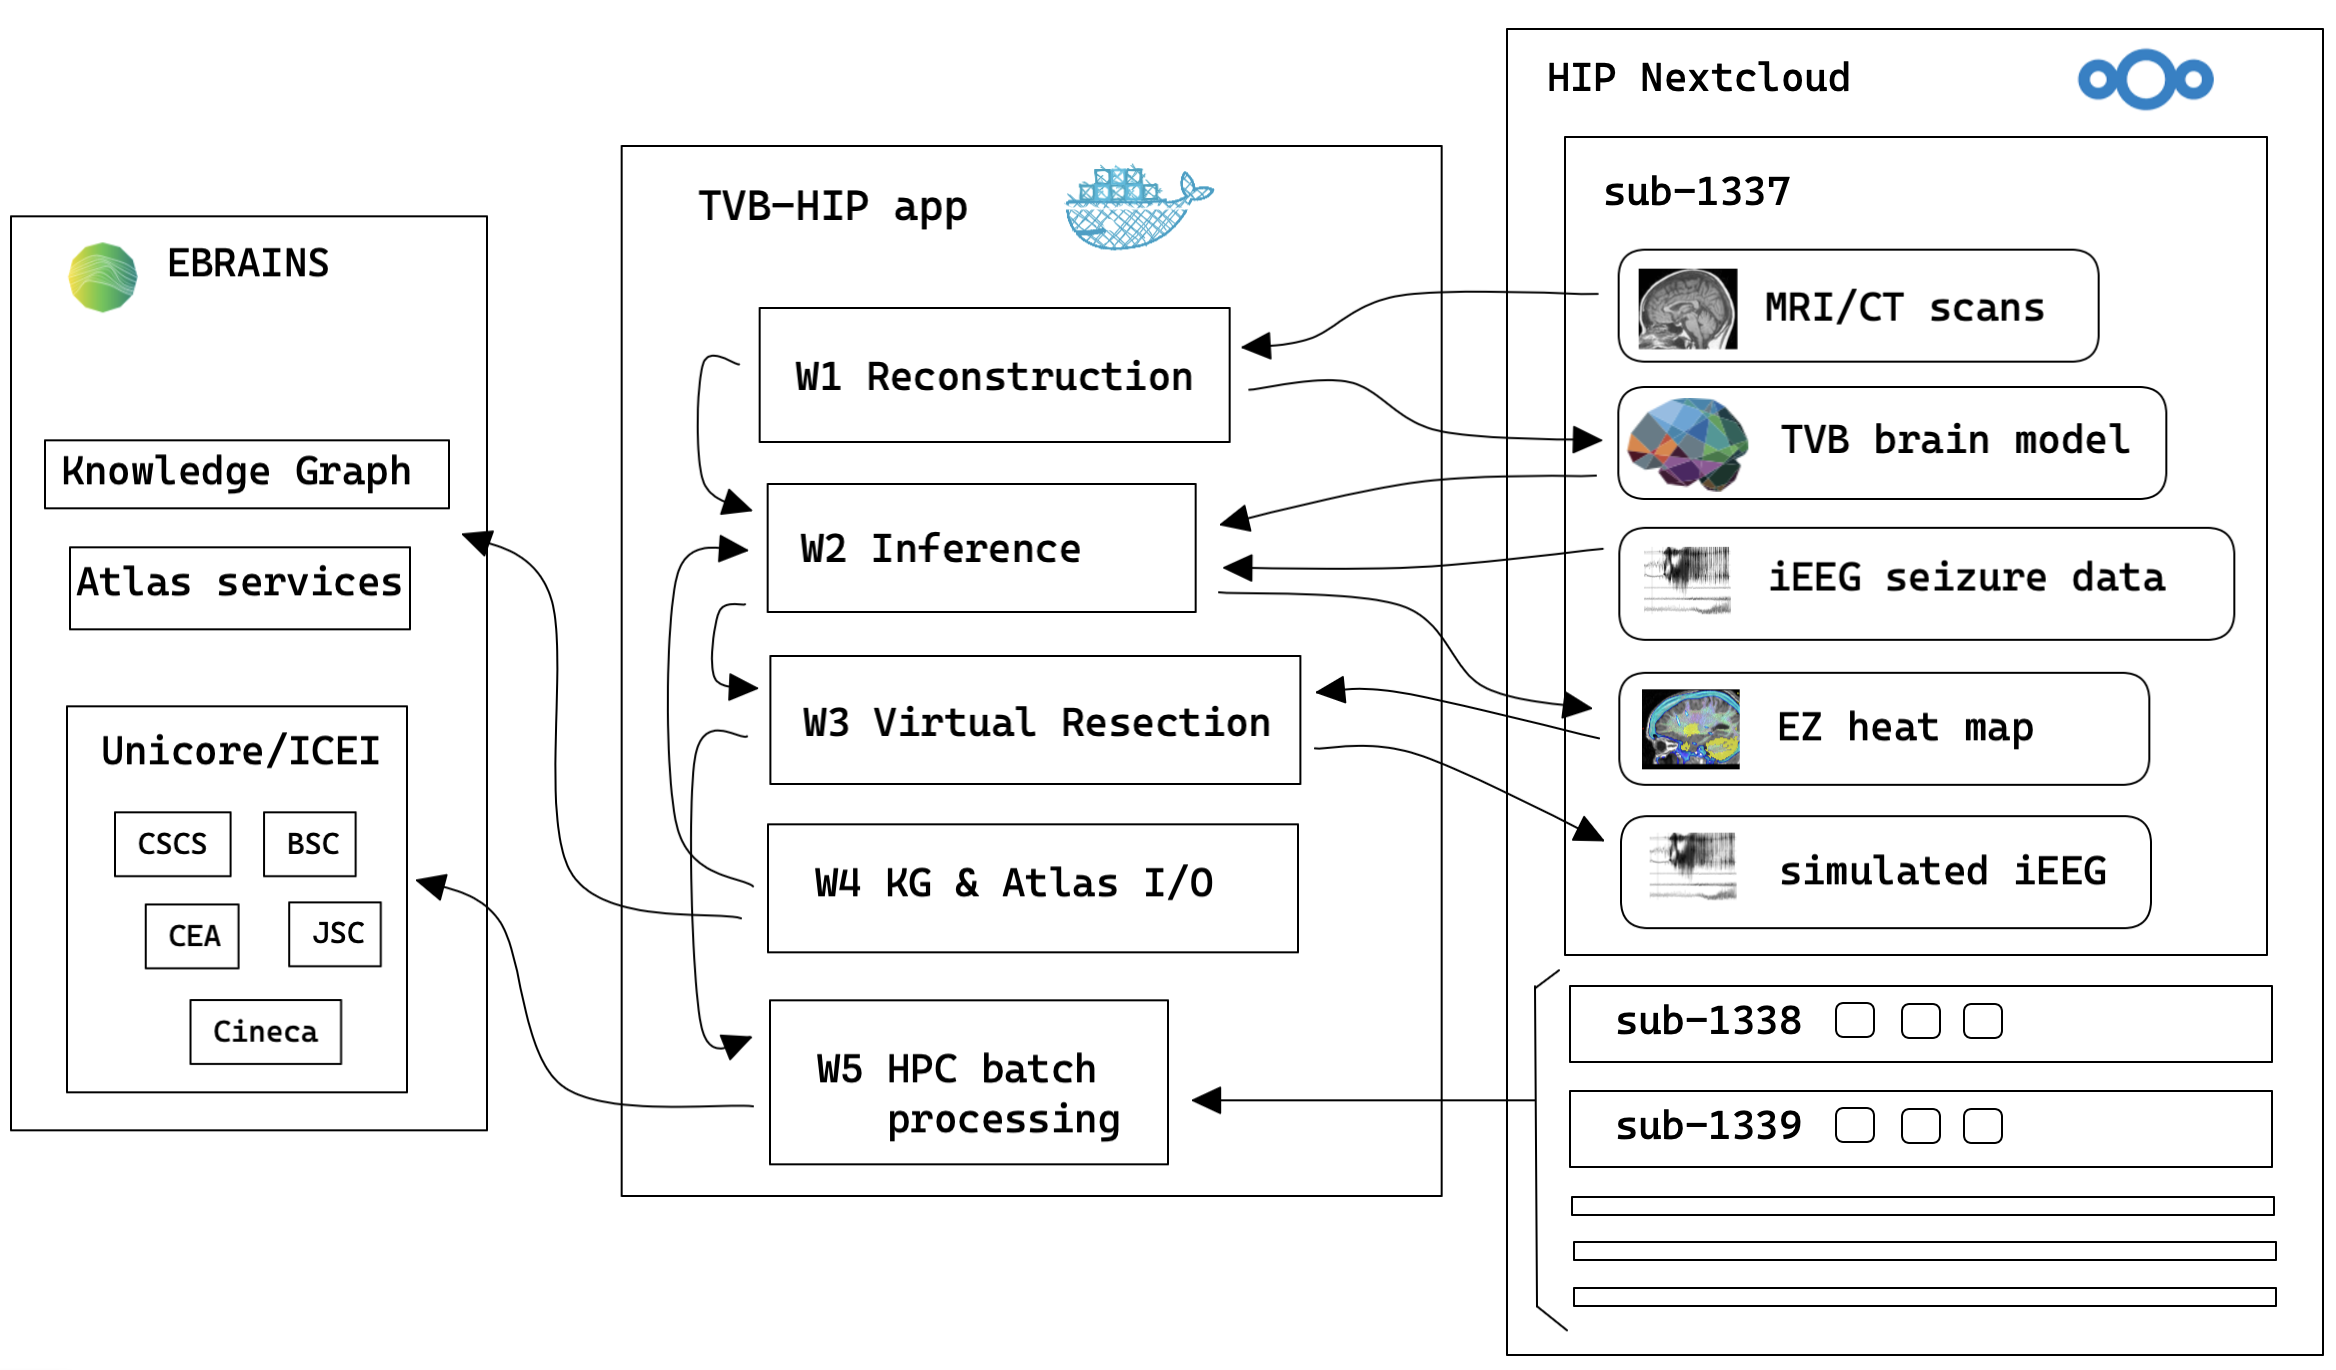 EBRAINS
Knowledge Graph
Atlas services
Unicore/ICEI
CSCS
BSC
CEA
JSC
Cineca
TVB-HIP app
W1 Reconstruction
W2 Inference
W3 Virtual Resection
W4 KG & Atlas I/O
W5 HPC batch
processing
HIP Nextcloud
sub-1337
MRI/CT scans
TVB brain model
iEEG seizure data
EZ heat map
simulated iEEG
sub-1338
sub-1339